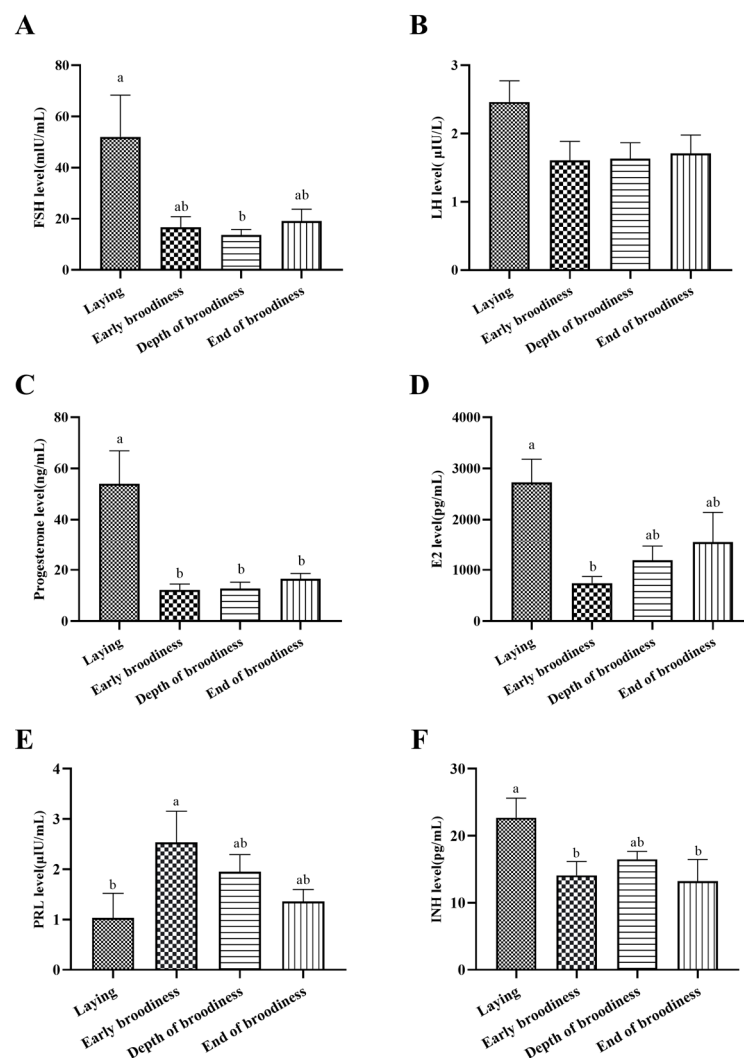 A
FSH level(mIU/mL)
80
60
40
20
0
a
ab
b
ab
Laying
Early broodiness
Depth of broodiness
End of broodiness
B
LH level( μIU/L)
3
2
1
0
Laying
Early broodiness
Depth of broodiness
End of broodiness
C
Progesterone level(ng/mL)
80
60
40
20
0
a
b
b
b
Laying
Early broodiness
Depth of broodiness
End of broodiness
D
E2 level(pg/mL)
4000
3000
2000
1000
0
a
b
ab
ab
Laying
Early broodiness
Depth of broodiness
End of broodiness
E
PRL level(μIU/mL)
4
3
2
1
0
b
a
ab
ab
Laying
Early broodiness
Depth of broodiness
End of broodiness
F
INH level(pg/mL)
30
20
10
0
a
b
ab
b
Laying
Early broodiness
Depth of broodiness
End of broodiness